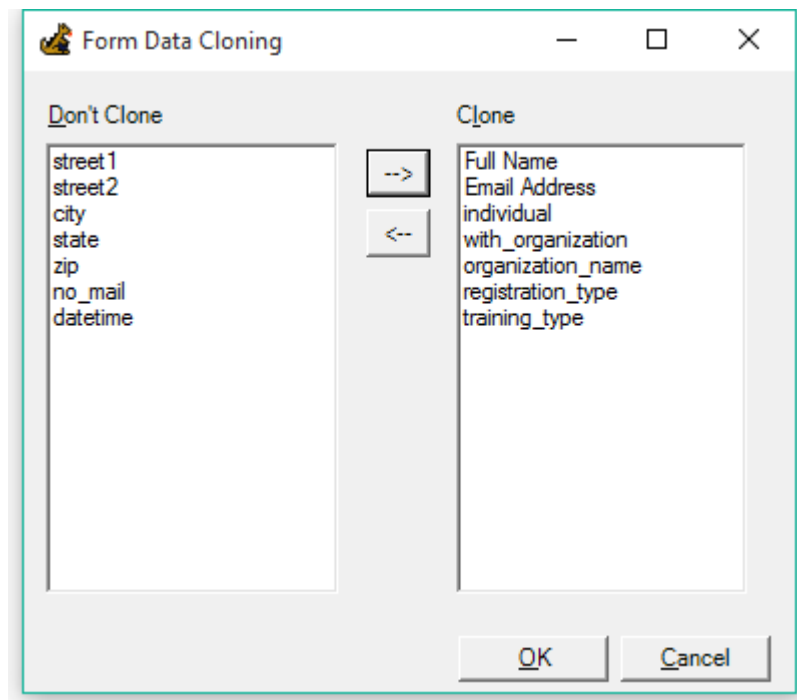 Form Data Cloning
Don't Clone
Clone
street1
street2
city
state
zip
no_mail
datetime
-->
<--
Full Name
Email Address
individual
with_organization
organization_name
registration_type
training_type
OK
Cancel